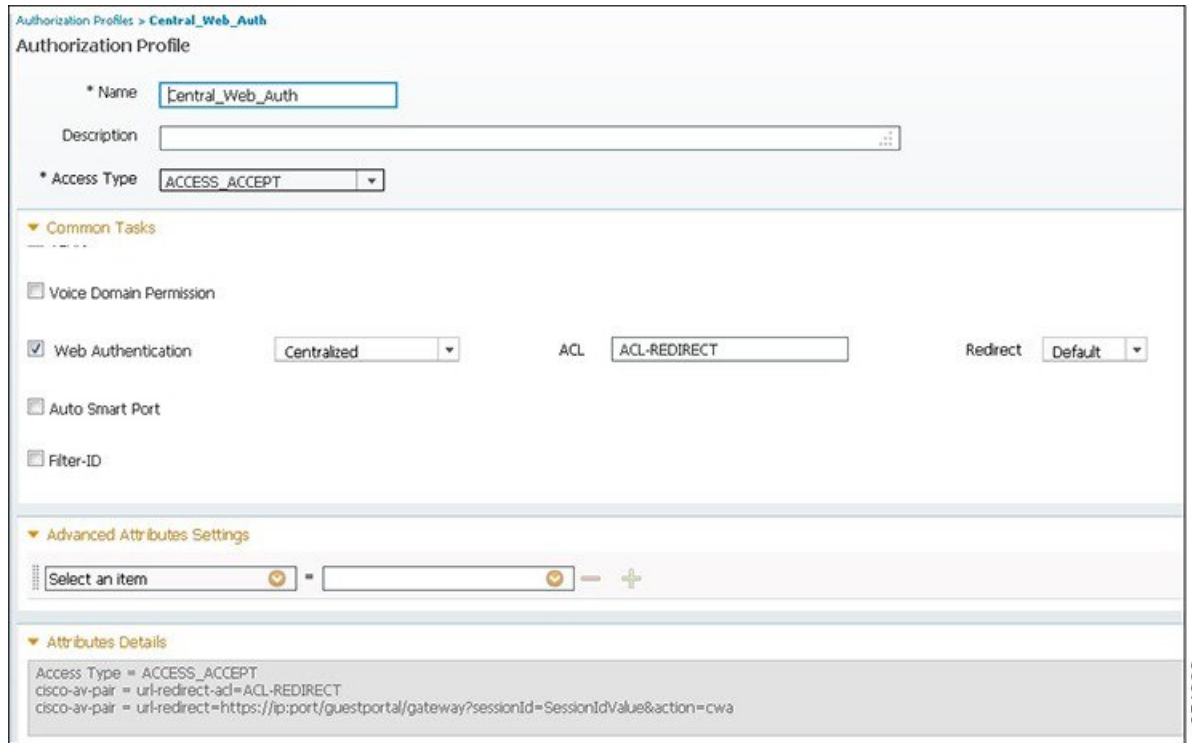 Authorization Profiles > Central_Web_Auth
Authorization Profile
* Name Central_Web_Auth
Description
* Access Type ACCESS_ACCEPT
Common Tasks
Voice Domain Permission
Web Authentication Centralized ACL ACL-REDIRECT Redirect Default
Auto Smart Port
Filter-ID
Advanced Attributes Settings
Select an item =
Attributes Details
Access Type = ACCESS_ACCEPT
cisco-av-pair = url-redirect-acl=ACL-REDIRECT
cisco-av-pair = url-redirect=https://ip:port/guestportal/gateway?sessionId=SessionIdValue&action=cwa